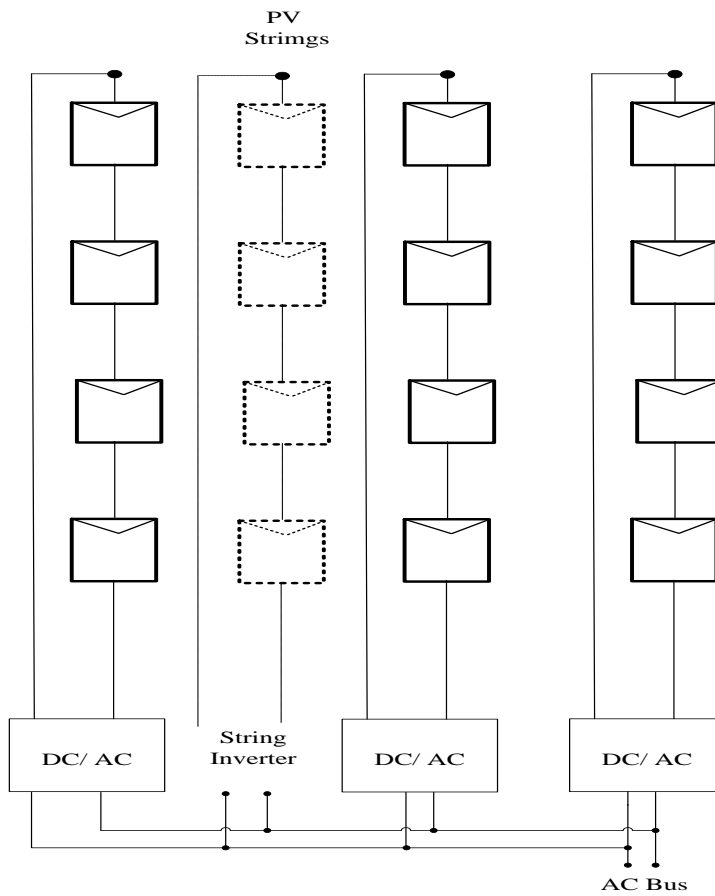 PV
Strimgs
DC/ AC
String
Inverter
DC/ AC
DC/ AC
AC Bus